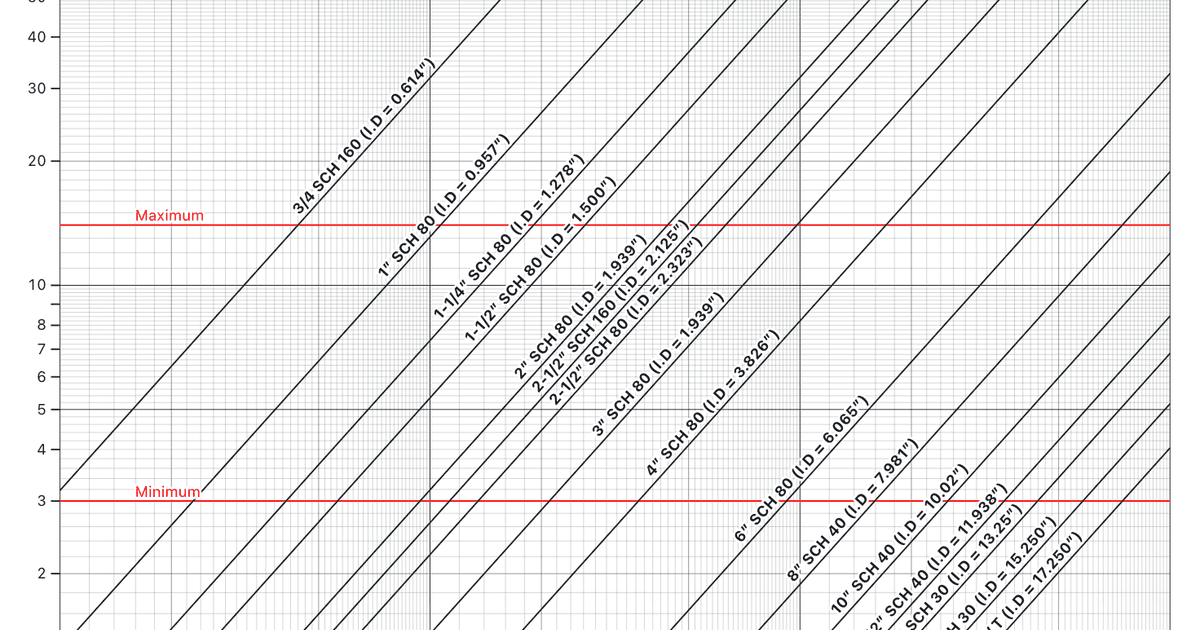 40
30
20
10
8
7
6
5
4
3
2
Maximum
Minimum
3/4 SCH 160 (I.D = 0.614″)
1″ SCH 80 (I.D = 0.957″)
1-1/4″ SCH 80 (I.D = 1.278″)
1-1/2″ SCH 80 (I.D = 1.500″)
2″ SCH 80 (I.D = 1.939″)
2-1/2″ SCH 160 (I.D = 2.125″)
2-1/2″ SCH 80 (I.D = 2.323″)
3″ SCH 80 (I.D = 1.939″)
4″ SCH 80 (I.D = 3.826″)
6″ SCH 80 (I.D = 6.065″)
8″ SCH 40 (I.D = 7.981″)
10″ SCH 40 (I.D = 10.02″)
2″ SCH 40 (I.D = 11.938″)
SCH 30 (I.D = 13.25″)
30 (I.D = 15.250″)
(I.D = 17.250″)